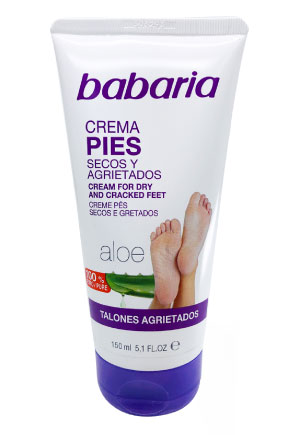 babaria
CREMA
PIES
SECOS Y
AGRIETADOS
CREAM FOR DRY
AND CRACKED FEET
CREME PÉS
SECOS E GRETADOS
aloe
100 %
PURE
TALONES AGRIETADOS
150 ml 5,1 FL.OZ ℮